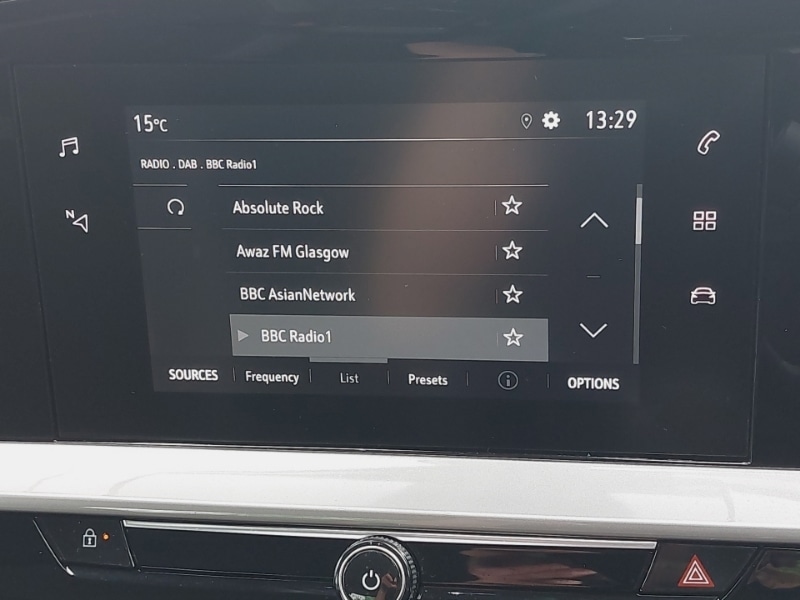 15°C 13:29
RADIO . DAB . BBC Radio1
Absolute Rock
N
Awaz FM Glasgow
BBC AsianNetwork
BBC Radio1
SOURCES Frequency List Presets i OPTIONS